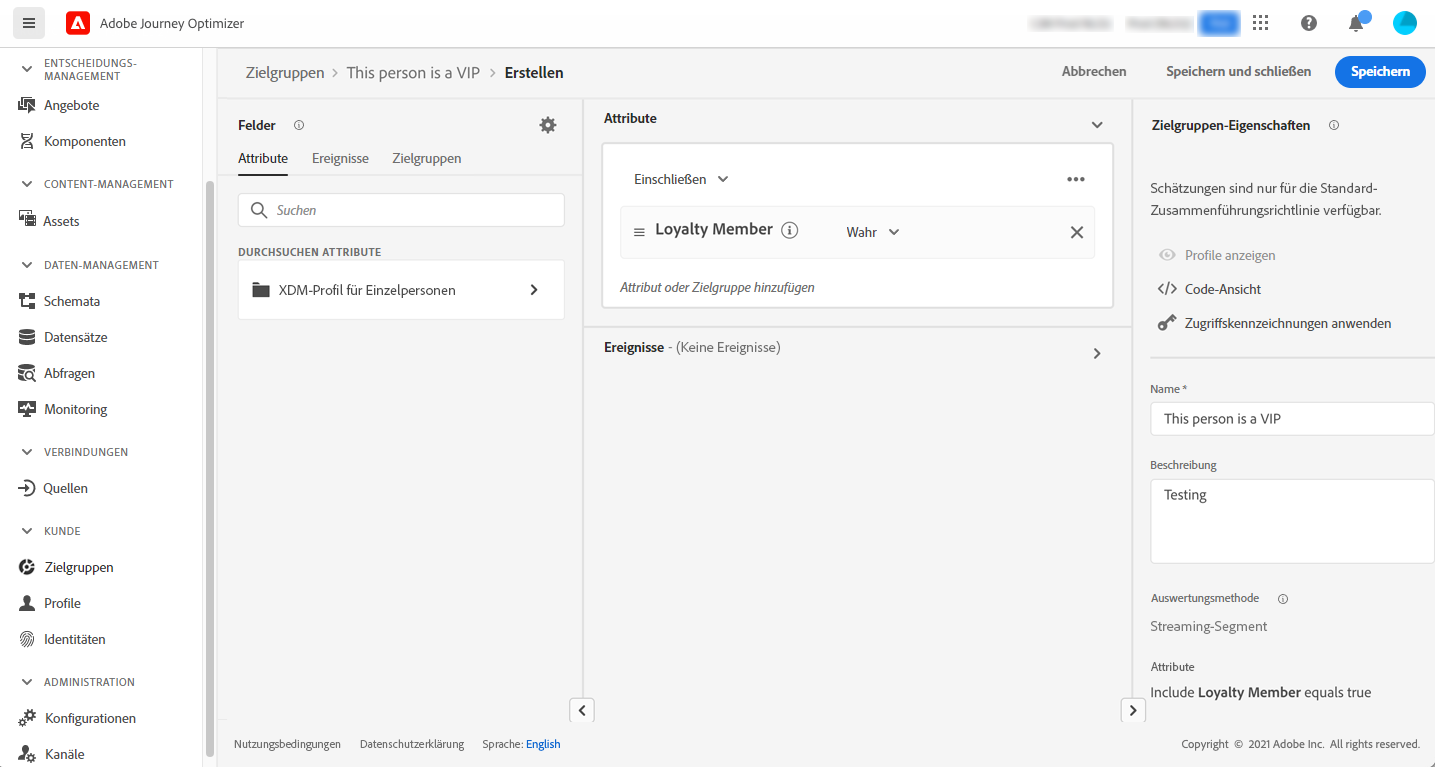 Adobe Journey Optimizer
ENTSCHEIDUNGS-
MANAGEMENT
Angebote
Komponenten
CONTENT-MANAGEMENT
Assets
DATEN-MANAGEMENT
Schemata
Datensätze
Abfragen
Monitoring
VERBINDUNGEN
Quellen
KUNDE
Zielgruppen
Profile
Identitäten
ADMINISTRATION
Konfigurationen
Kanäle
Zielgruppen > This person is a VIP > Erstellen
Abbrechen
Speichern und schließen
Speichern
Felder
Attribute Ereignisse Zielgruppen
Suchen
DURCHSUCHEN ATTRIBUTE
XDM-Profil für Einzelpersonen
Attribute
Einschließen
Loyalty Member Wahr
Attribut oder Zielgruppe hinzufügen
Ereignisse - (Keine Ereignisse)
Zielgruppen-Eigenschaften
Schätzungen sind nur für die Standard-
Zusammenführungsrichtlinie verfügbar.
Profile anzeigen
Code-Ansicht
Zugriffskennzeichnungen anwenden
Name *
This person is a VIP
Beschreibung
Testing
Auswertungsmethode
Streaming-Segment
Attribute
Include Loyalty Member equals true
Nutzungsbedingungen Datenschutzerklärung Sprache: English
Copyright © 2021 Adobe Inc. All rights reserved.